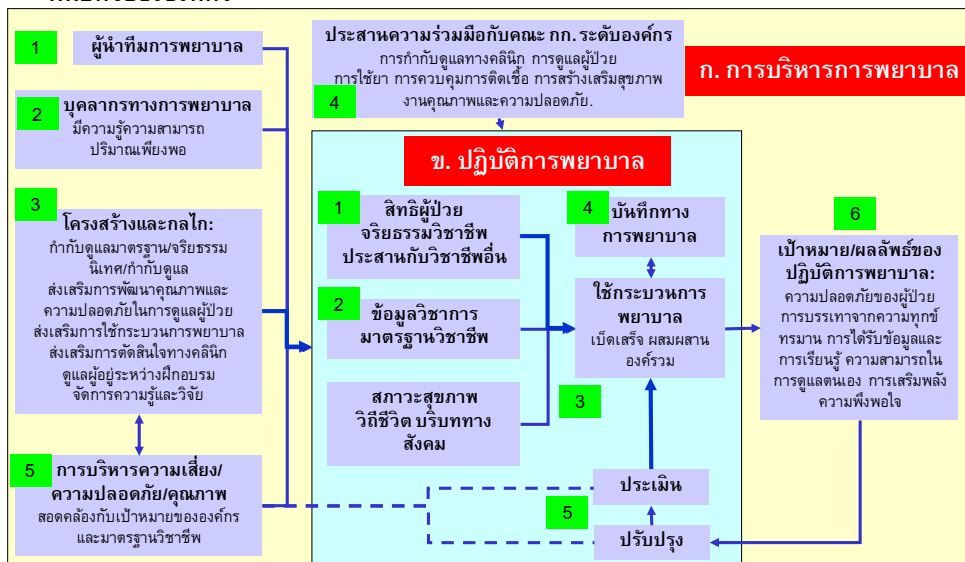 1
ผู้นำทีมการพยาบาล
2
บุคลากรทางการพยาบาล
มีความรู้ความสามารถ
ปริมาณเพียงพอ
3
โครงสร้างและกลไก:
กำกับดูแลมาตรฐาน/จริยธรรม
นิเทศ/กำกับดูแล
ส่งเสริมการพัฒนาคุณภาพและ
ความปลอดภัยในการดูแลผู้ป่วย
ส่งเสริมการใช้กระบวนการพยาบาล
ส่งเสริมการตัดสินใจทางคลินิก
ดูแลผู้อยู่ระหว่างฝึกอบรม
จัดการความรู้และวิจัย
5
การบริหารความเสี่ยง/
ความปลอดภัย/คุณภาพ
สอดคล้องกับเป้าหมายขององค์กร
และมาตรฐานวิชาชีพ
ประสานความร่วมมือกับคณะ กก. ระดับองค์กร
การกำกับดูแลทางคลินิก การดูแลผู้ป่วย
การใช้ยา การควบคุมการติดเชื้อ การสร้างเสริมสุขภาพ
งานคุณภาพและความปลอดภัย.
4
ก. การบริหารการพยาบาล
ข. ปฏิบัติการพยาบาล
1
สิทธิผู้ป่วย
จริยธรรมวิชาชีพ
ประสานกับวิชาชีพอื่น
2
ข้อมูลวิชาการ
มาตรฐานวิชาชีพ
สภาวะสุขภาพ
วิถีชีวิต บริบททาง
สังคม
4
บันทึกทาง
การพยาบาล
ใช้กระบวนการ
พยาบาล
เบ็ดเสร็จ ผสมผสาน
องค์รวม
3
ประเมิน
5
ปรับปรุง
6
เป้าหมาย/ผลลัพธ์ของ
ปฏิบัติการพยาบาล:
ความปลอดภัยของผู้ป่วย
การบรรเทาจากความทุกข์
ทรมาน การได้รับข้อมูลและ
การเรียนรู้ ความสามารถใน
การดูแลตนเอง การเสริมพลัง
ความพึงพอใจ